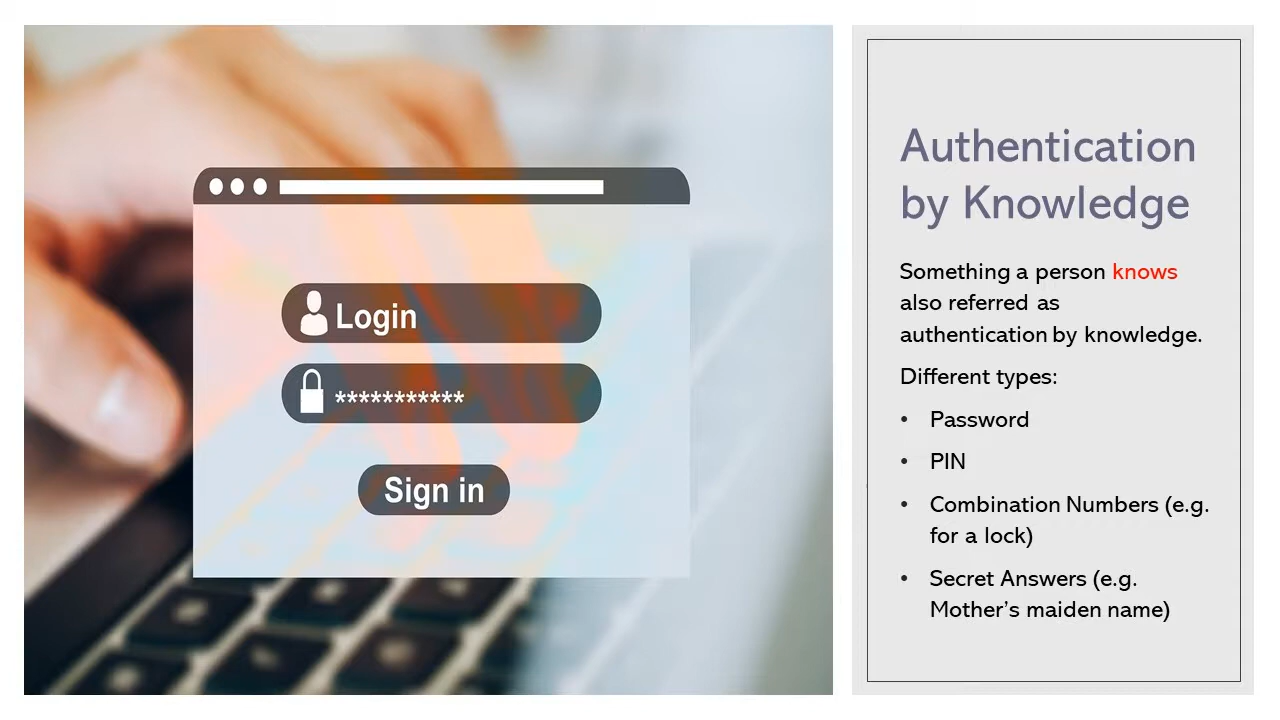 Login
***********
Sign in
Authentication
by Knowledge
Something a person knows
also referred as
authentication by knowledge.
Different types:
• Password
• PIN
• Combination Numbers (e.g.
for a lock)
• Secret Answers (e.g.
Mother’s maiden name)